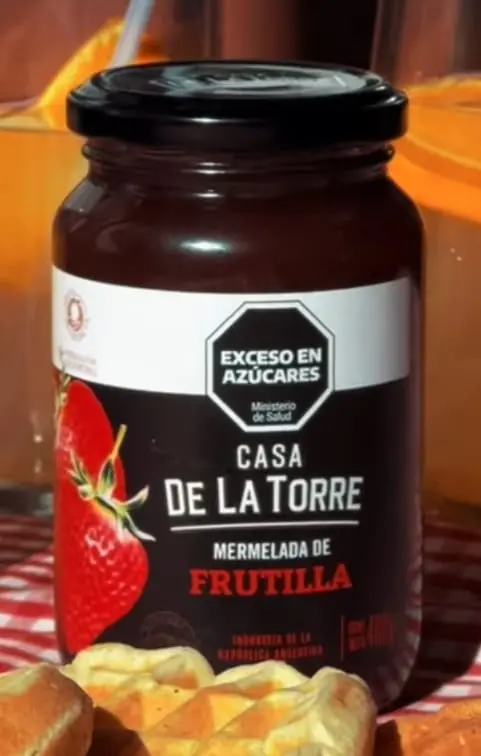 EXCESO EN
AZÚCARES
Ministerio
de Salud
CASA
DE LA TORRE
MERMELADA DE
FRUTILLA
INDUSTRIA DE LA
REPÚBLICA ARGENTINA